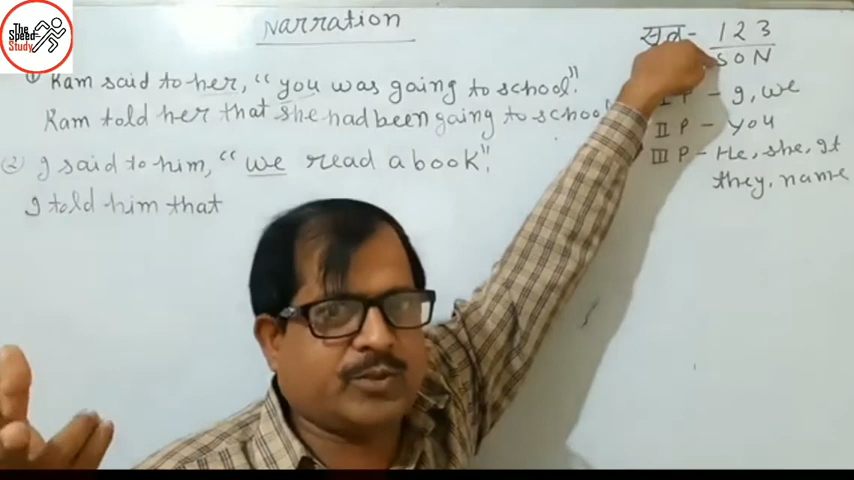 The
Speed
Study
Narration
① Ram said to her, “you was going to school”.
Ram told her that she had been going to school
② I said to him, “we read a book”.
I told him that
सूत्र- 1 2 3
S O N
I P - I, we
II P - you
III P - He, she, It
they, name